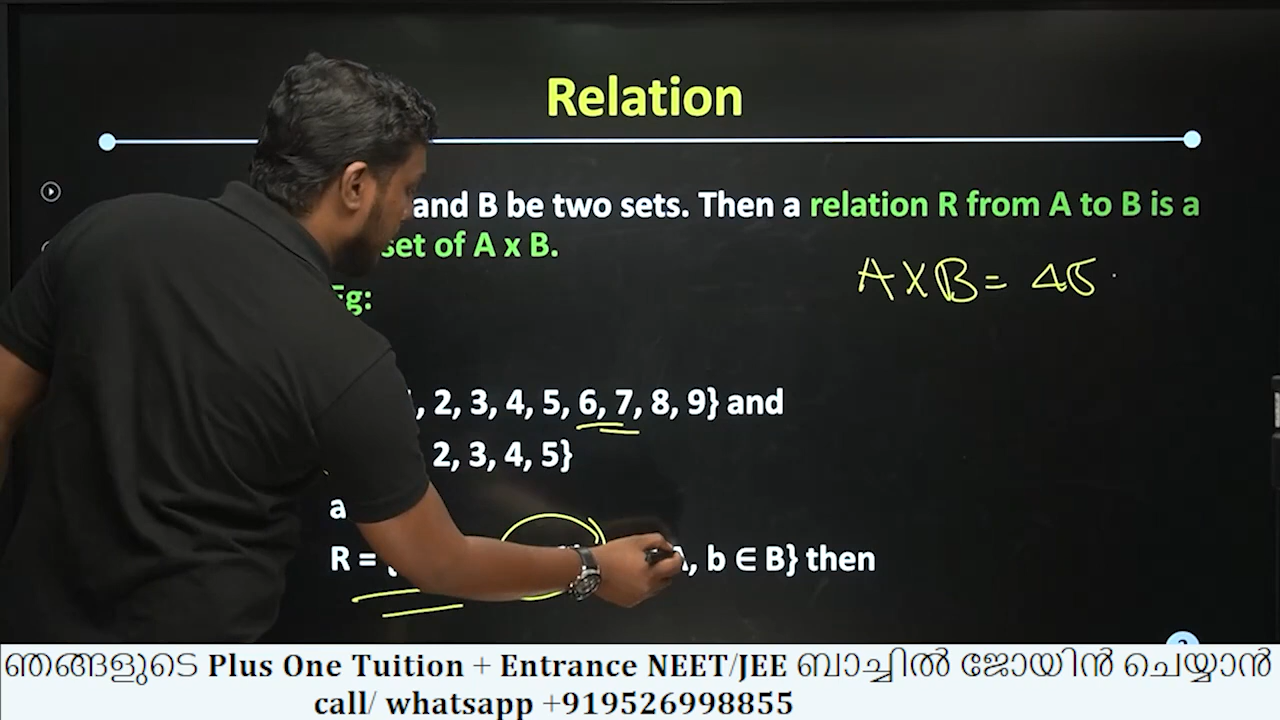 Relation
and B be two sets. Then a relation R from A to B is a
set of A x B.
Eg:
A X B = 45
, 2, 3, 4, 5, 6, 7, 8, 9} and
2, 3, 4, 5}
a
R = { A, b ∈ B} then
ഞങ്ങളുടെ Plus One Tuition + Entrance NEET/JEE ബാച്ചിൽ ജോയിൻ ചെയ്യാൻ
call/ whatsapp +919526998855